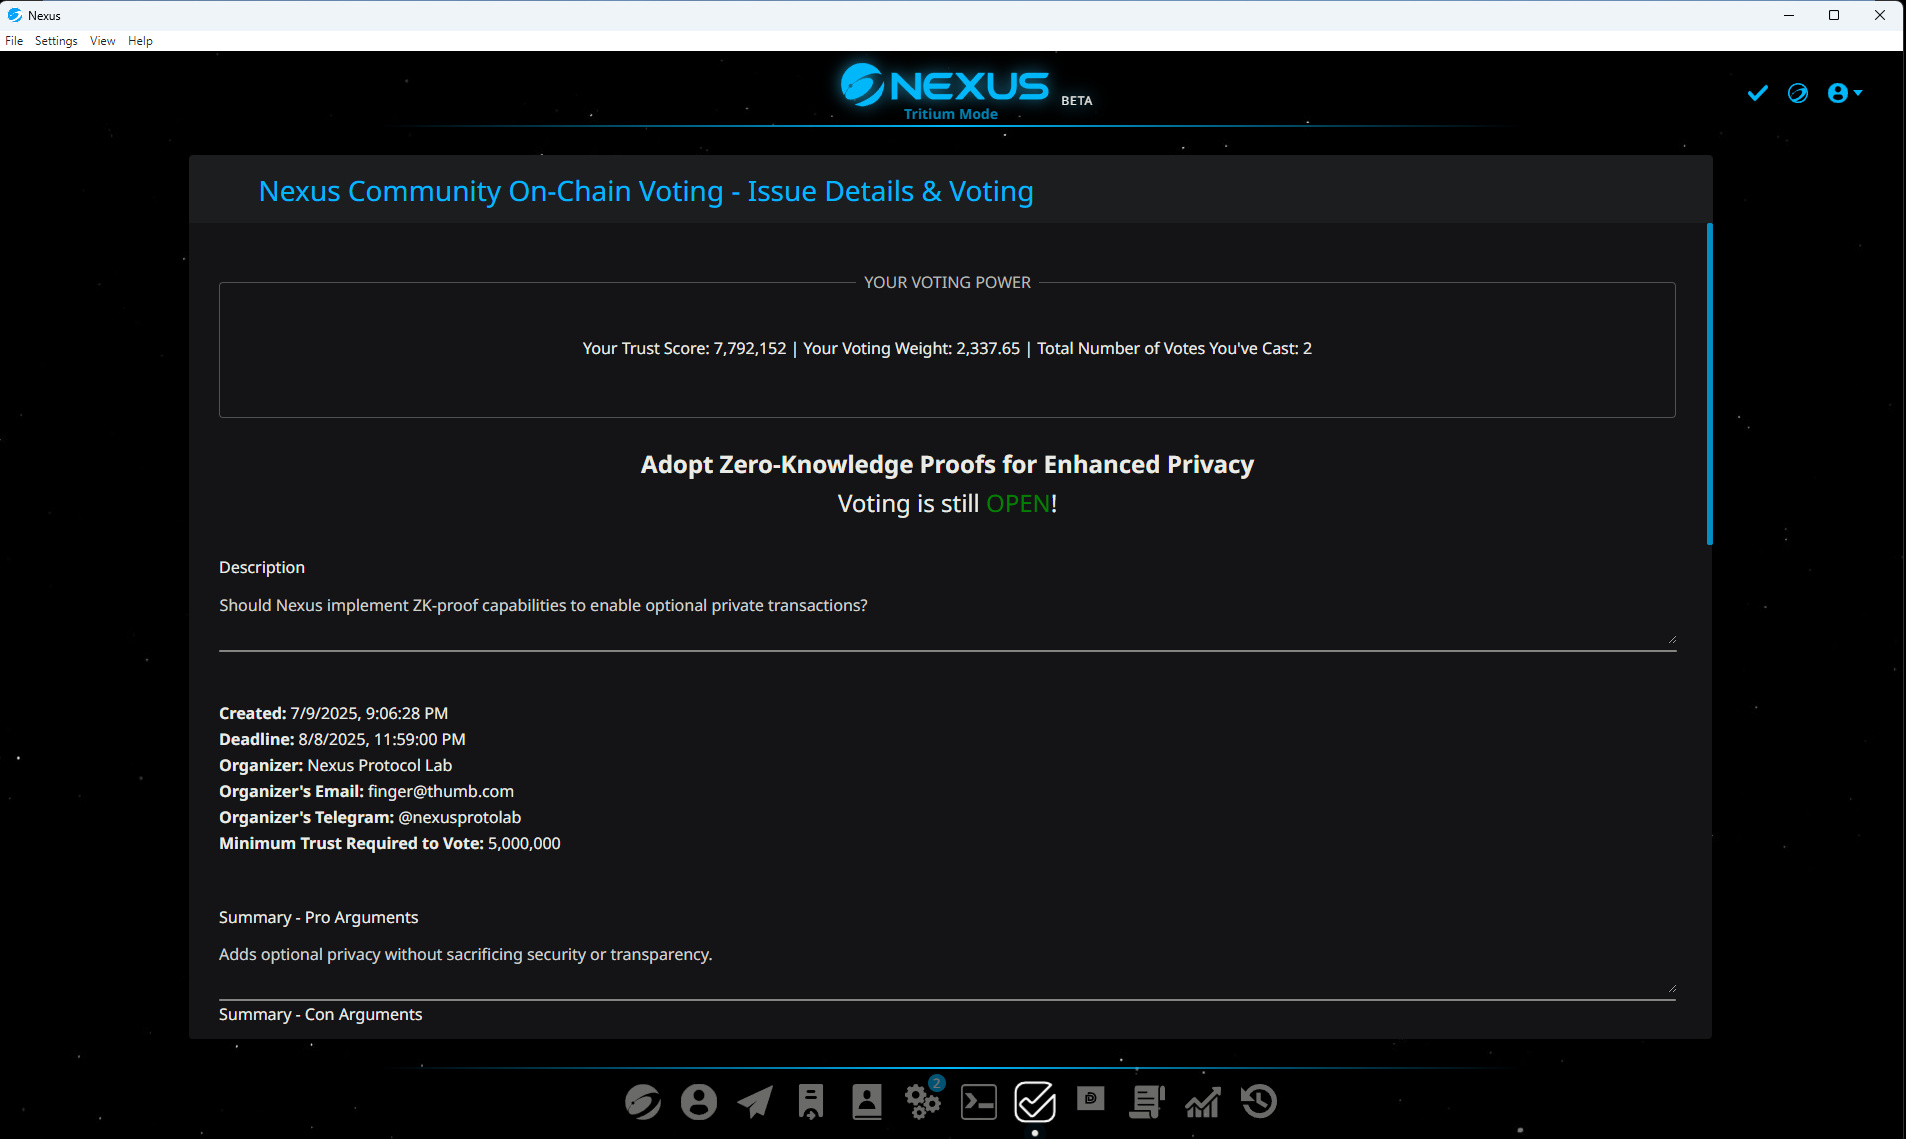 Nexus
File Settings View Help
NEXUS BETA
Tritium Mode
Nexus Community On-Chain Voting - Issue Details & Voting
YOUR VOTING POWER
Your Trust Score: 7,792,152 | Your Voting Weight: 2,337.65 | Total Number of Votes You've Cast: 2
Adopt Zero-Knowledge Proofs for Enhanced Privacy
Voting is still OPEN!
Description
Should Nexus implement ZK-proof capabilities to enable optional private transactions?
Created: 7/9/2025, 9:06:28 PM
Deadline: 8/8/2025, 11:59:00 PM
Organizer: Nexus Protocol Lab
Organizer's Email: finger@thumb.com
Organizer's Telegram: @nexusprotolab
Minimum Trust Required to Vote: 5,000,000
Summary - Pro Arguments
Adds optional privacy without sacrificing security or transparency.
Summary - Con Arguments
2